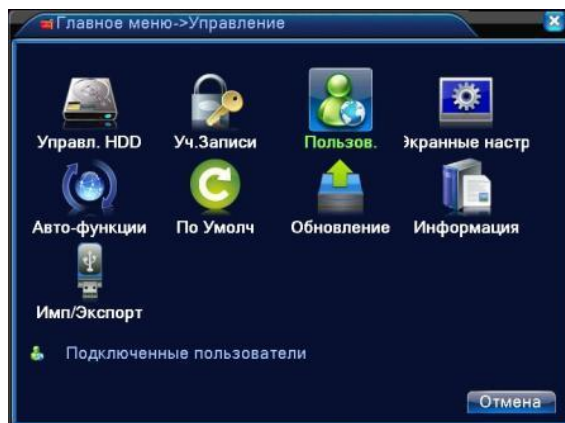 Главное меню->Управление
Управл. HDD Уч.Записи Пользов. Экранные настр
Авто-функции По Умолч Обновление Информация
Имп/Экспорт
Подключенные пользователи
Отмена